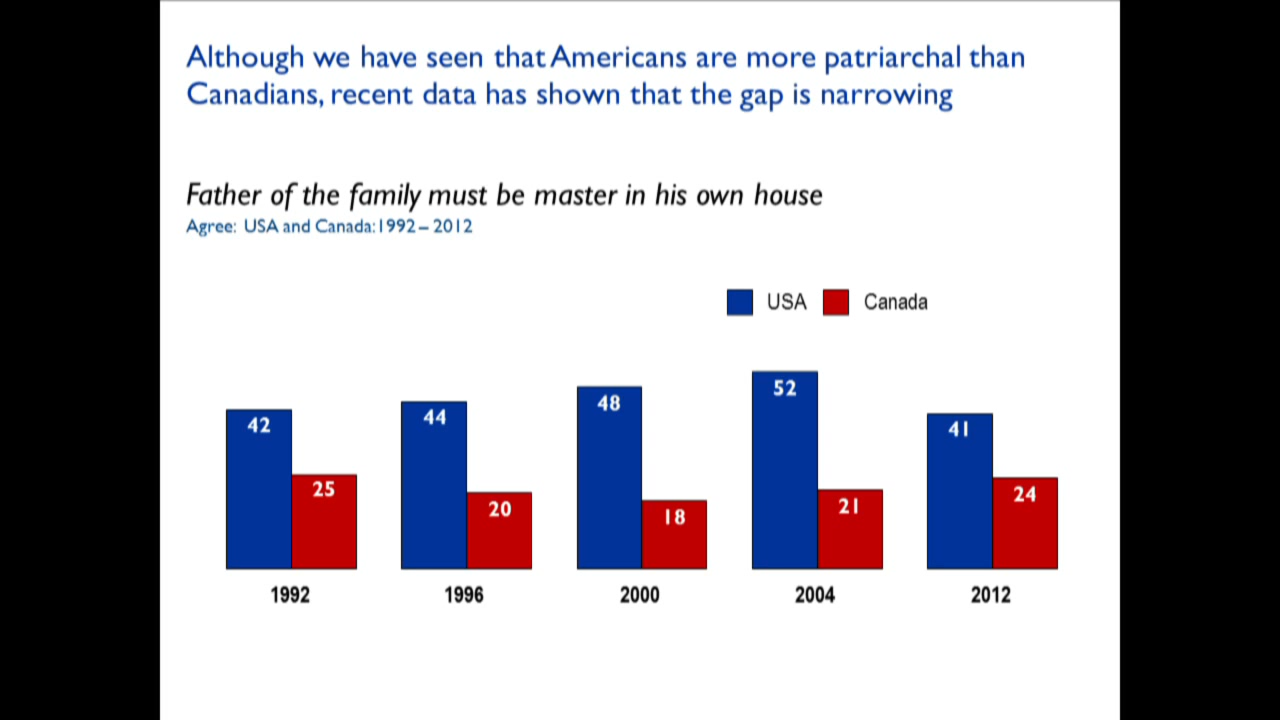 Although we have seen that Americans are more patriarchal than
Canadians, recent data has shown that the gap is narrowing
Father of the family must be master in his own house
Agree: USA and Canada:1992 – 2012
USA Canada
42 25 44 20 48 18 52 21 41 24
1992 1996 2000 2004 2012